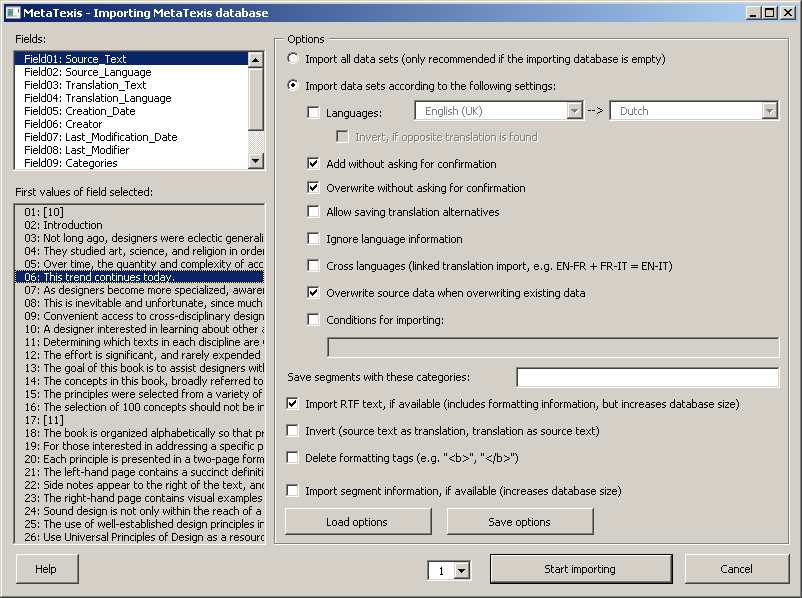 MetaTexis - Importing MetaTexis database
Fields:
Field01: Source_Text
Field02: Source_Language
Field03: Translation_Text
Field04: Translation_Language
Field05: Creation_Date
Field06: Creator
Field07: Last_Modification_Date
Field08: Last_Modifier
Field09: Categories
First values of field selected:
01: [10]
02: Introduction
03: Not long ago, designers were eclectic generali
04: They studied art, science, and religion in order
05: Over time, the quantity and complexity of acc
06: This trend continues today.
07: As designers become more specialized, awaren
08: This is inevitable and unfortunate, since much
09: Convenient access to cross-disciplinary design
10: A designer interested in learning about other a
11: Determining which texts in each discipline are
12: The effort is significant, and rarely expended
13: The goal of this book is to assist designers with
14: The concepts in this book, broadly referred to
15: The principles were selected from a variety of
16: The selection of 100 concepts should not be in
17: [11]
18: The book is organized alphabetically so that pr
19: For those interested in addressing a specific p
20: Each principle is presented in a two-page form
21: The left-hand page contains a succinct definiti
22: Side notes appear to the right of the text, and
23: The right-hand page contains visual examples
24: Sound design is not only within the reach of a
25: The use of well-established design principles in
26: Use Universal Principles of Design as a resourc
Options
Import all data sets (only recommended if the importing database is empty)
Import data sets according to the following settings:
Languages: English (UK) --> Dutch
Invert, if opposite translation is found
Add without asking for confirmation
Overwrite without asking for confirmation
Allow saving translation alternatives
Ignore language information
Cross languages (linked translation import, e.g. EN-FR + FR-IT = EN-IT)
Overwrite source data when overwriting existing data
Conditions for importing:
Save segments with these categories:
Import RTF text, if available (includes formatting information, but increases database size)
Invert (source text as translation, translation as source text)
Delete formatting tags (e.g. "<b>", "</b>")
Import segment information, if available (increases database size)
Load options Save options
Help 1 Start importing Cancel